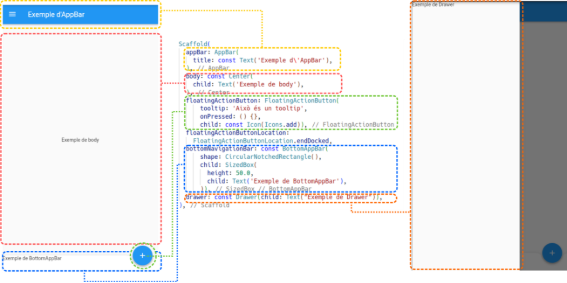 Exemple d'AppBar
Exemple de body
Exemple de BottomAppBar
Scaffold(
appBar: AppBar(
title: const Text('Exemple d\'AppBar'),
), // AppBar
body: const Center(
child: Text('Exemple de body'),
), // Center
floatingActionButton: FloatingActionButton(
tooltip: 'Això és un tooltip',
onPressed: () {},
child: const Icon(Icons.add)), // FloatingActionButton
floatingActionButtonLocation:
FloatingActionButtonLocation.endDocked,
bottomNavigationBar: const BottomAppBar(
shape: CircularNotchedRectangle(),
child: SizedBox(
height: 50.0,
child: Text('Exemple de BottomAppBar'),
)), // SizedBox // BottomAppBar
drawer: const Drawer(child: Text("Exemple de Drawer")),
); // Scaffold
Exemple de Drawer